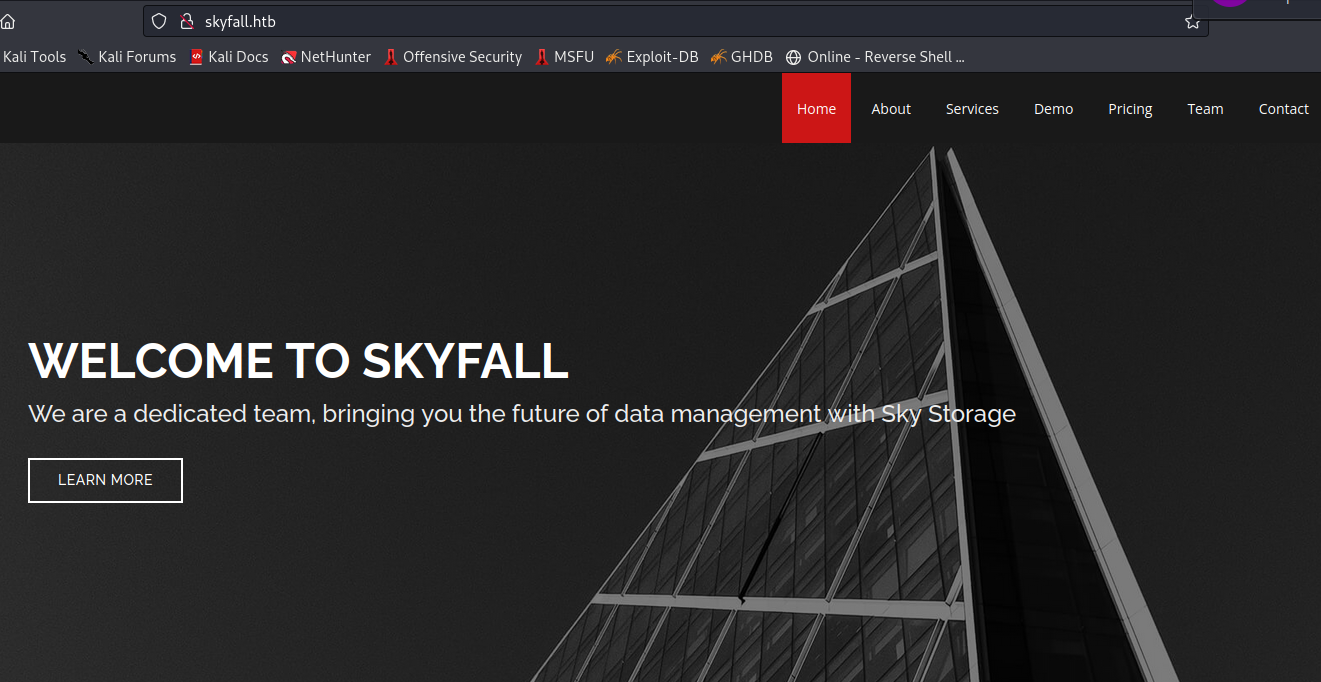 skyfall.htb
Kali Tools Kali Forums Kali Docs NetHunter Offensive Security MSFU Exploit-DB GHDB Online - Reverse Shell ...
Home About Services Demo Pricing Team Contact
WELCOME TO SKYFALL
We are a dedicated team, bringing you the future of data management with Sky Storage
LEARN MORE